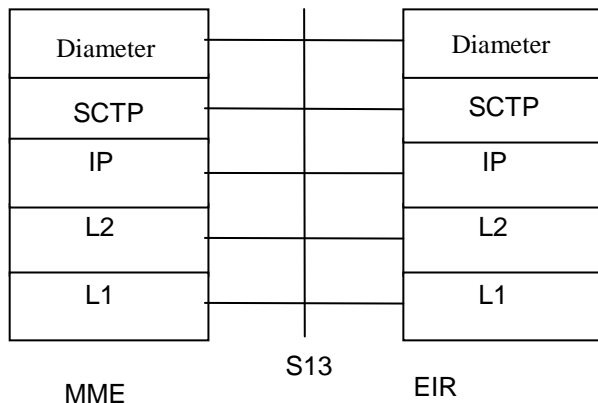 Diameter Diameter
SCTP SCTP
IP IP
L2 L2
L1 L1
S13
MME EIR